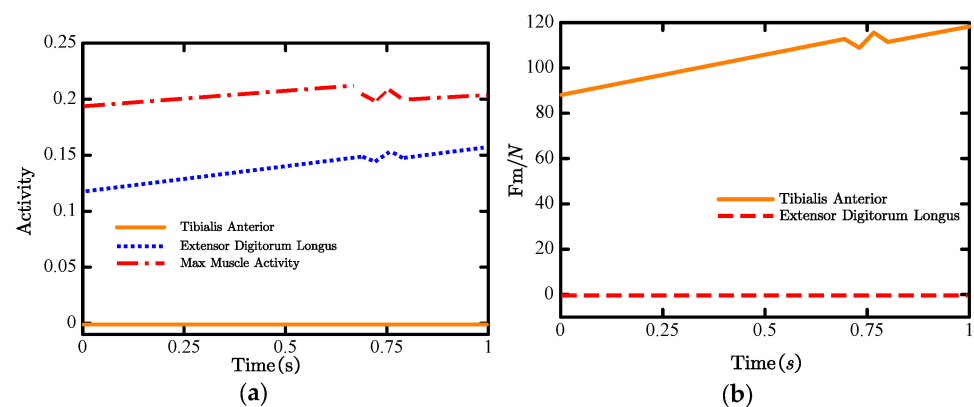 (a)
0.25
0.2
0.15
0.1
0.05
0
Activity
Tibialis Anterior
Extensor Digitorum Longus
Max Muscle Activity
0 0.25 0.5 0.75 1
Time(s)
(a)
(b)
120
100
80
60
40
20
0
Fm/N
Tibialis Anterior
Extensor Digitorum Longus
0 0.25 0.5 0.75 1
Time(s)
(b)